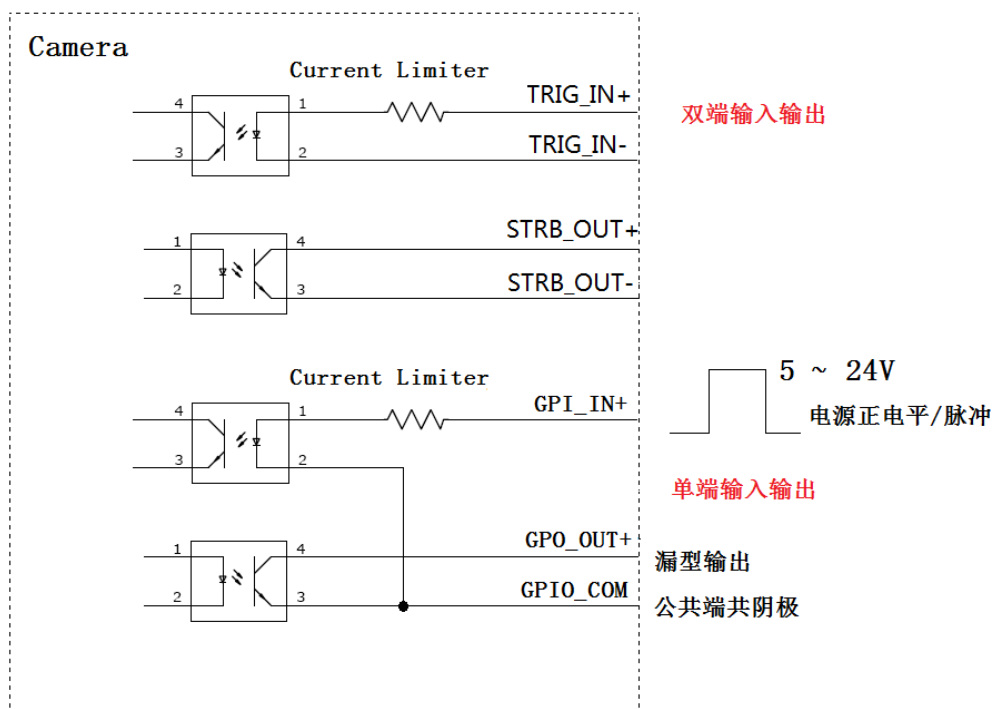 Camera
Current Limiter
4
1
TRIG_IN+
双端输入输出
3
2
TRIG_IN-
1
4
STRB_OUT+
2
3
STRB_OUT-
Current Limiter
5 ~ 24V
4
1
GPI_IN+
电源正电平/脉冲
3
2
单端输入输出
1
4
GPO_OUT+
漏型输出
2
3
GPIO_COM
公共端共阴极